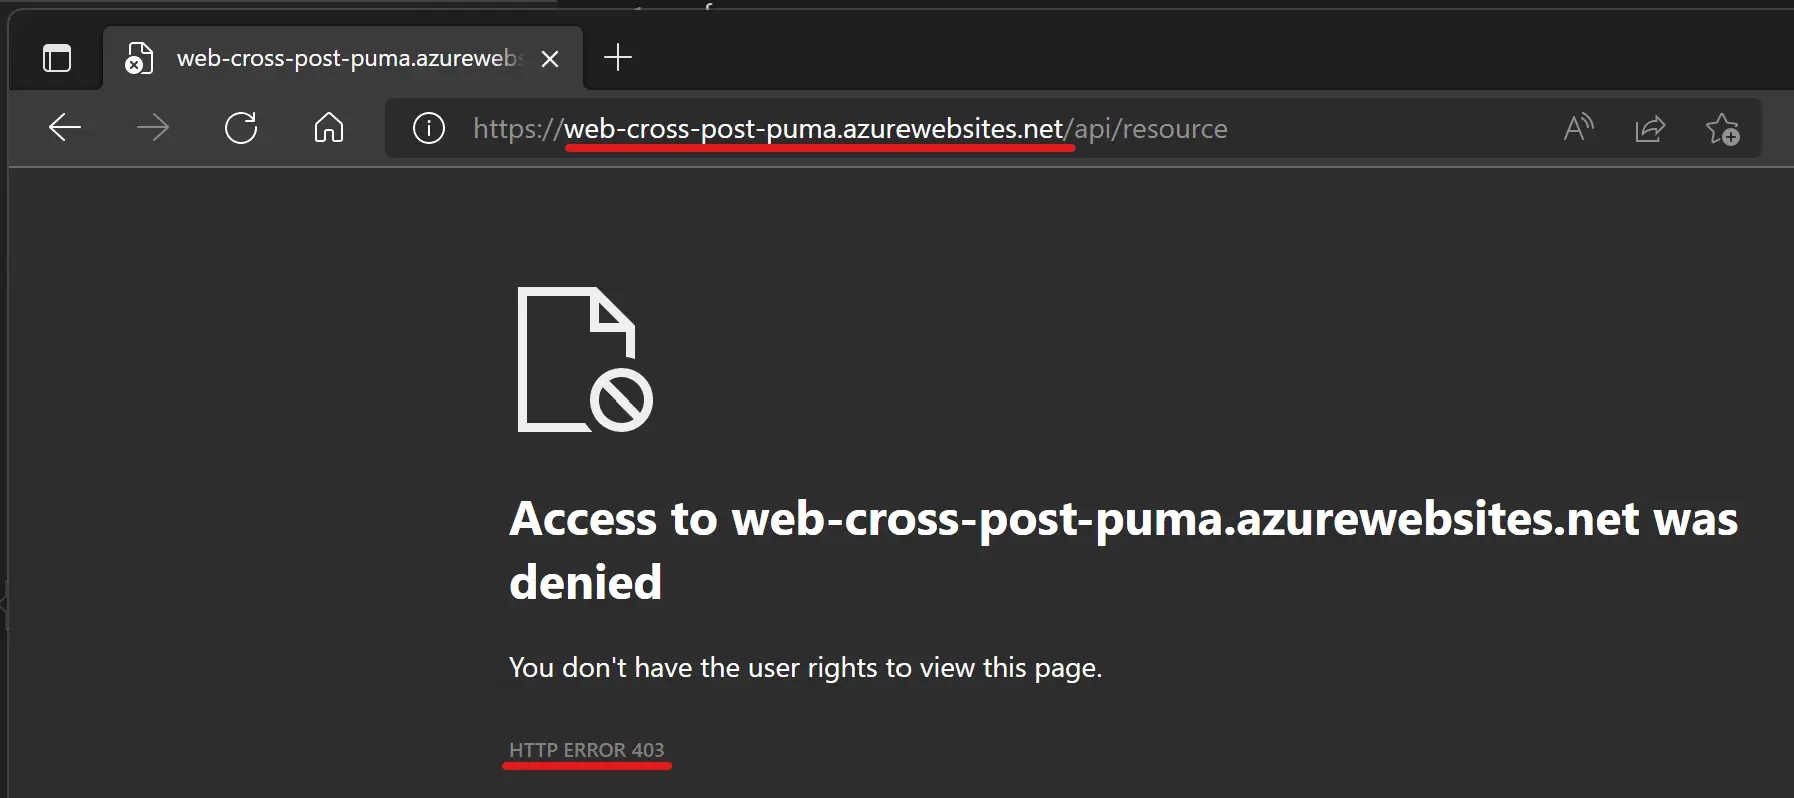 web-cross-post-puma.azurewebs
https://web-cross-post-puma.azurewebsites.net/api/resource
Access to web-cross-post-puma.azurewebsites.net was
denied
You don't have the user rights to view this page.
HTTP ERROR 403